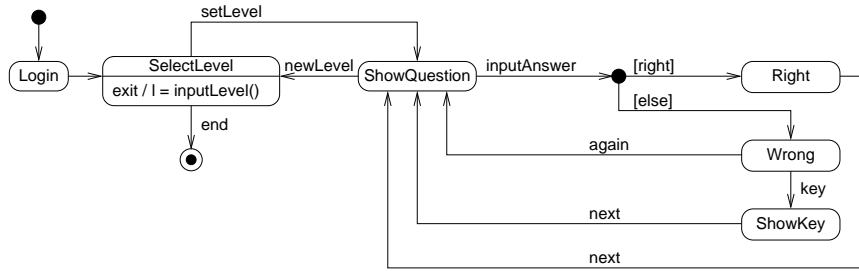 setLevel
SelectLevel
newLevel
inputAnswer
[right]
Login
ShowQuestion
Right
exit / l = inputLevel()
[else]
end
again
Wrong
key
next
ShowKey
next